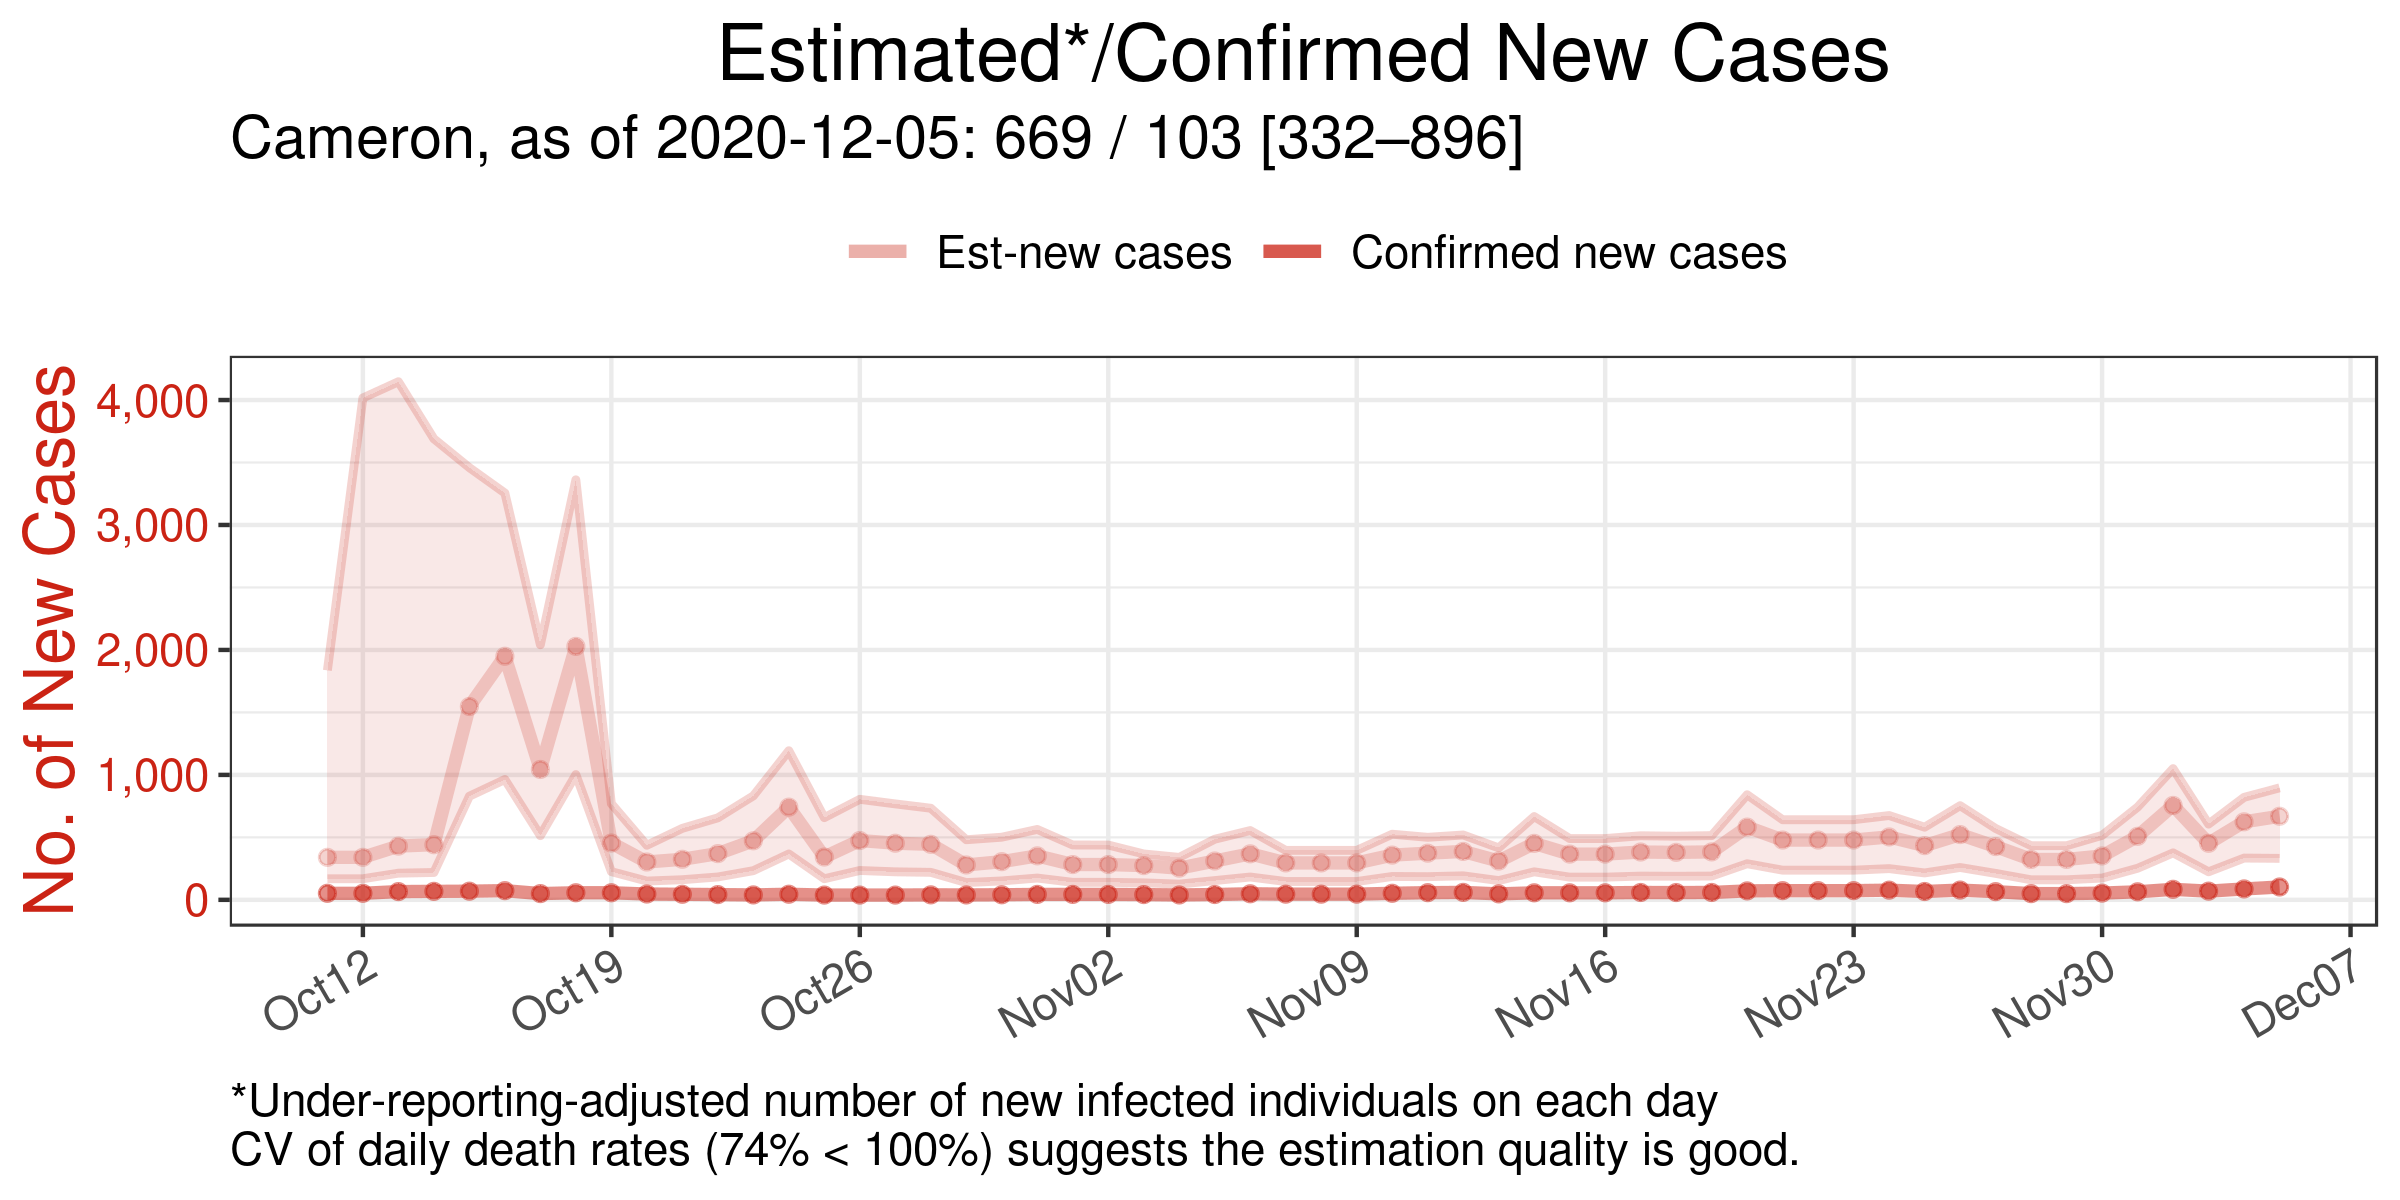 Estimated*/Confirmed New Cases
Cameron, as of 2020-12-05: 669 / 103 [332–896]
Est-new cases Confirmed new cases
No. of New Cases
4,000
3,000
2,000
1,000
0
Oct12 Oct19 Oct26 Nov02 Nov09 Nov16 Nov23 Nov30 Dec07
*Under-reporting-adjusted number of new infected individuals on each day
CV of daily death rates (74% < 100%) suggests the estimation quality is good.